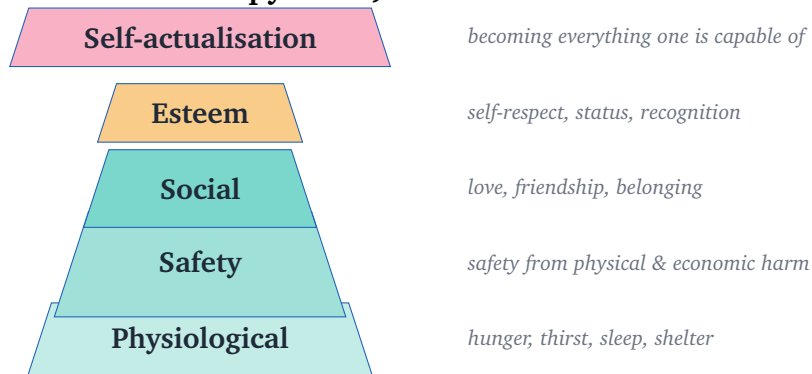 Self-actualisation becoming everything one is capable of
Esteem self-respect, status, recognition
Social love, friendship, belonging
Safety safety from physical & economic harm
Physiological hunger, thirst, sleep, shelter